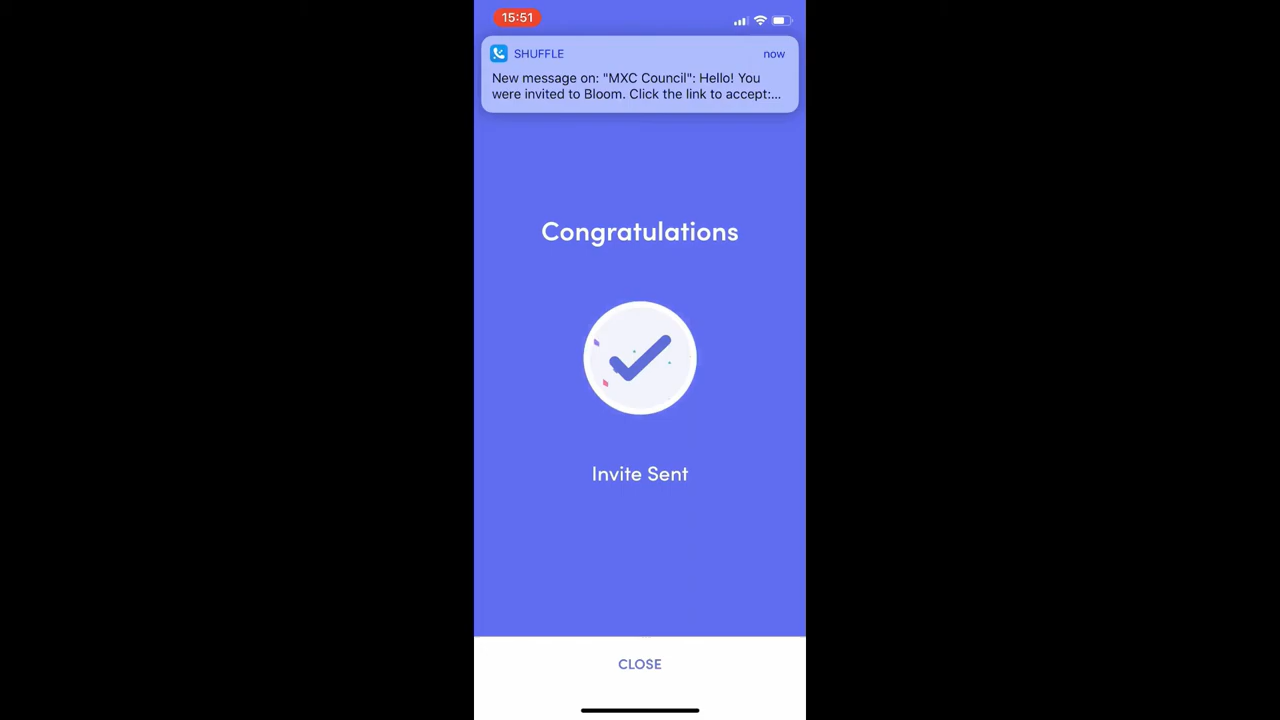 15:51
SHUFFLE now
New message on: "MXC Council": Hello! You
were invited to Bloom. Click the link to accept:...
Congratulations
Invite Sent
CLOSE